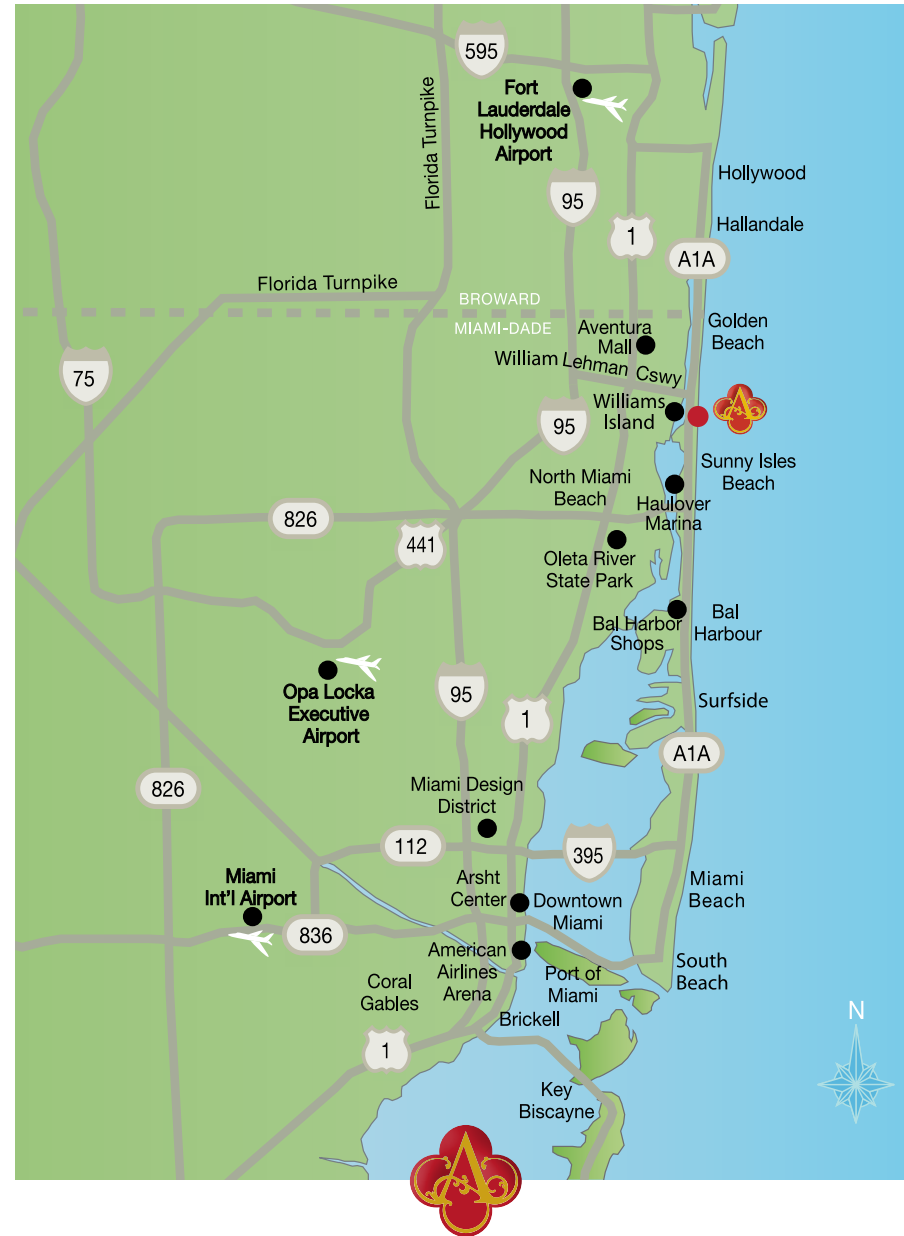 595
Fort
Lauderdale
Hollywood
Airport
Florida Turnpike
Hollywood
95
1
Hallandale
A1A
Florida Turnpike
BROWARD
MIAMI-DADE
Golden
Beach
Aventura
Mall
William Lehman Cswy
75
Williams
Island
A
95
Sunny Isles
Beach
North Miami
Beach
Haulover
Marina
826
441
Oleta River
State Park
Bal Harbor
Shops
Bal
Harbour
Opa Locka
Executive
Airport
95
1
Surfside
A1A
826
Miami Design
District
112
395
Miami
Int'l Airport
Arsht
Center
Downtown
Miami
Miami
Beach
836
American
Airlines
Arena
Port of
Miami
South
Beach
Coral
Gables
Brickell
N
1
Key
Biscayne
A